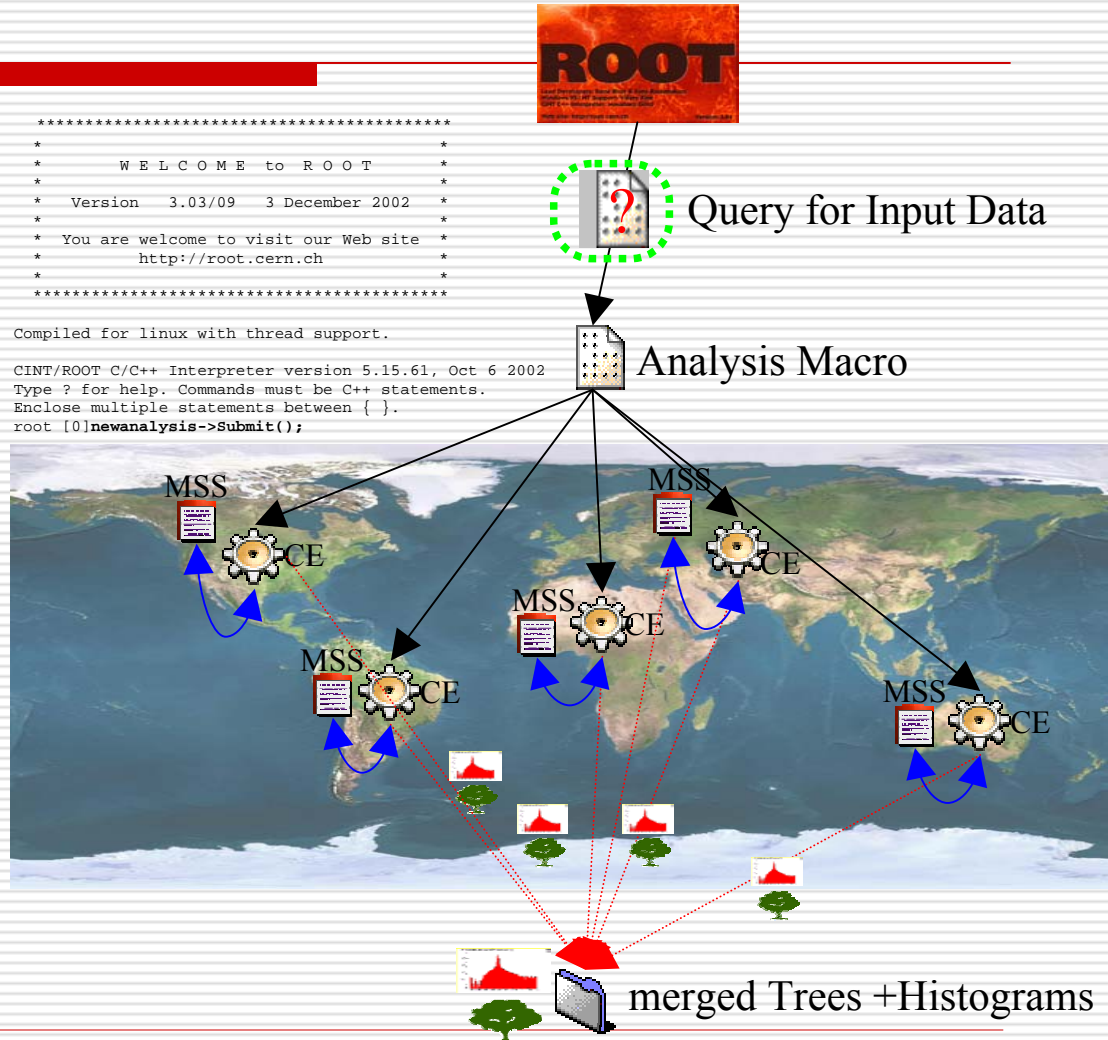 ROOT
*******************************************
*                                         *
*        W E L C O M E  to  R O O T       *
*                                         *
*   Version   3.03/09   3 December 2002   *
*                                         *
*  You are welcome to visit our Web site  *
*          http://root.cern.ch            *
*                                         *
*******************************************
Query for Input Data
Compiled for linux with thread support.
Analysis Macro
CINT/ROOT C/C++ Interpreter version 5.15.61, Oct 6 2002
Type ? for help. Commands must be C++ statements.
Enclose multiple statements between { }.
root [0]newanalysis->Submit();
MSS
CE
MSS
CE
MSS
CE
MSS
CE
MSS
CE
merged Trees +Histograms